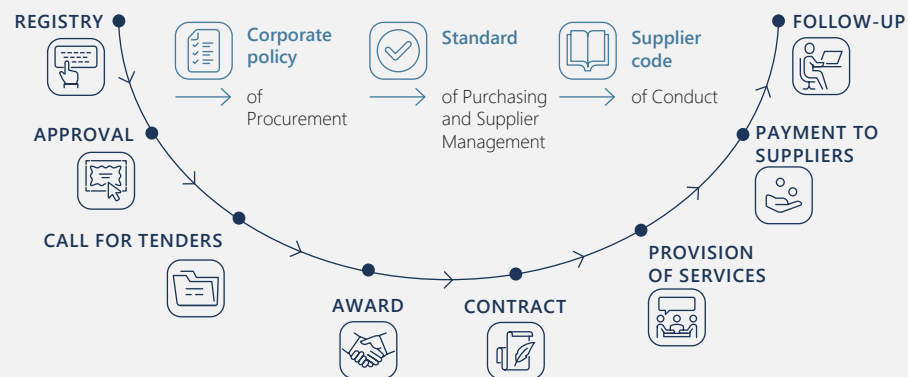 REGISTRY
Corporate
policy
of
Procurement
Standard
of Purchasing
and Supplier
Management
Supplier
code
of Conduct
FOLLOW-UP
APPROVAL
PAYMENT TO
SUPPLIERS
CALL FOR TENDERS
PROVISION
OF SERVICES
AWARD
CONTRACT